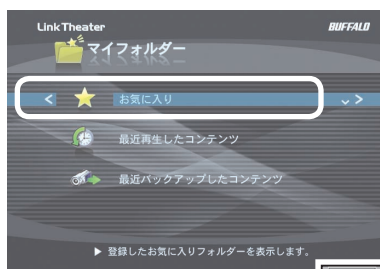 LinkTheater
BUFFALO
マイフォルダー
お気に入り
最近再生したコンテンツ
最近バックアップしたコンテンツ
▶ 登録したお気に入りフォルダーを表示します。